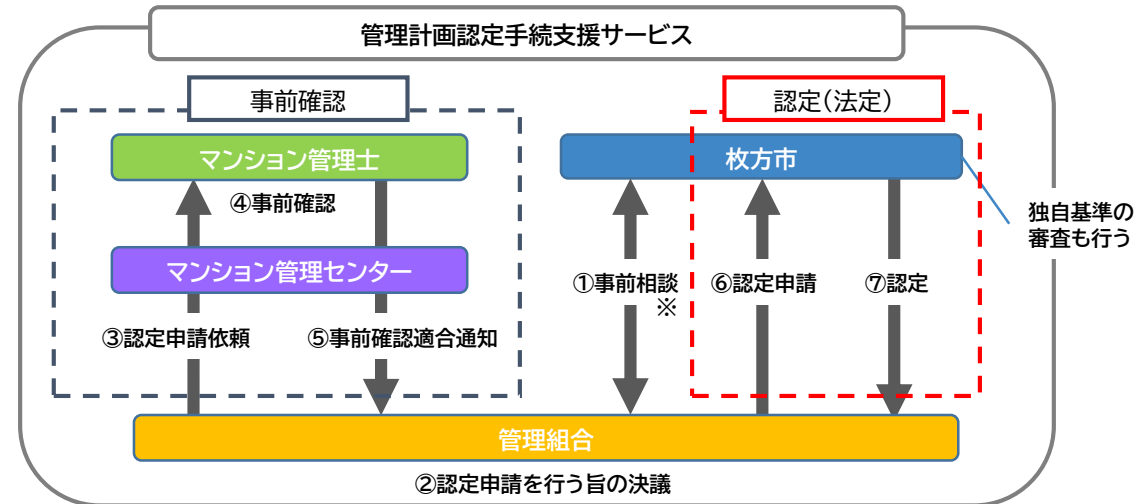 管理計画認定手続支援サービス
事前確認
認定(法定)
マンション管理士
枚方市
④事前確認
独自基準の
審査も行う
マンション管理センター
①事前相談
※
⑥認定申請
⑦認定
③認定申請依頼
⑤事前確認適合通知
管理組合
②認定申請を行う旨の決議